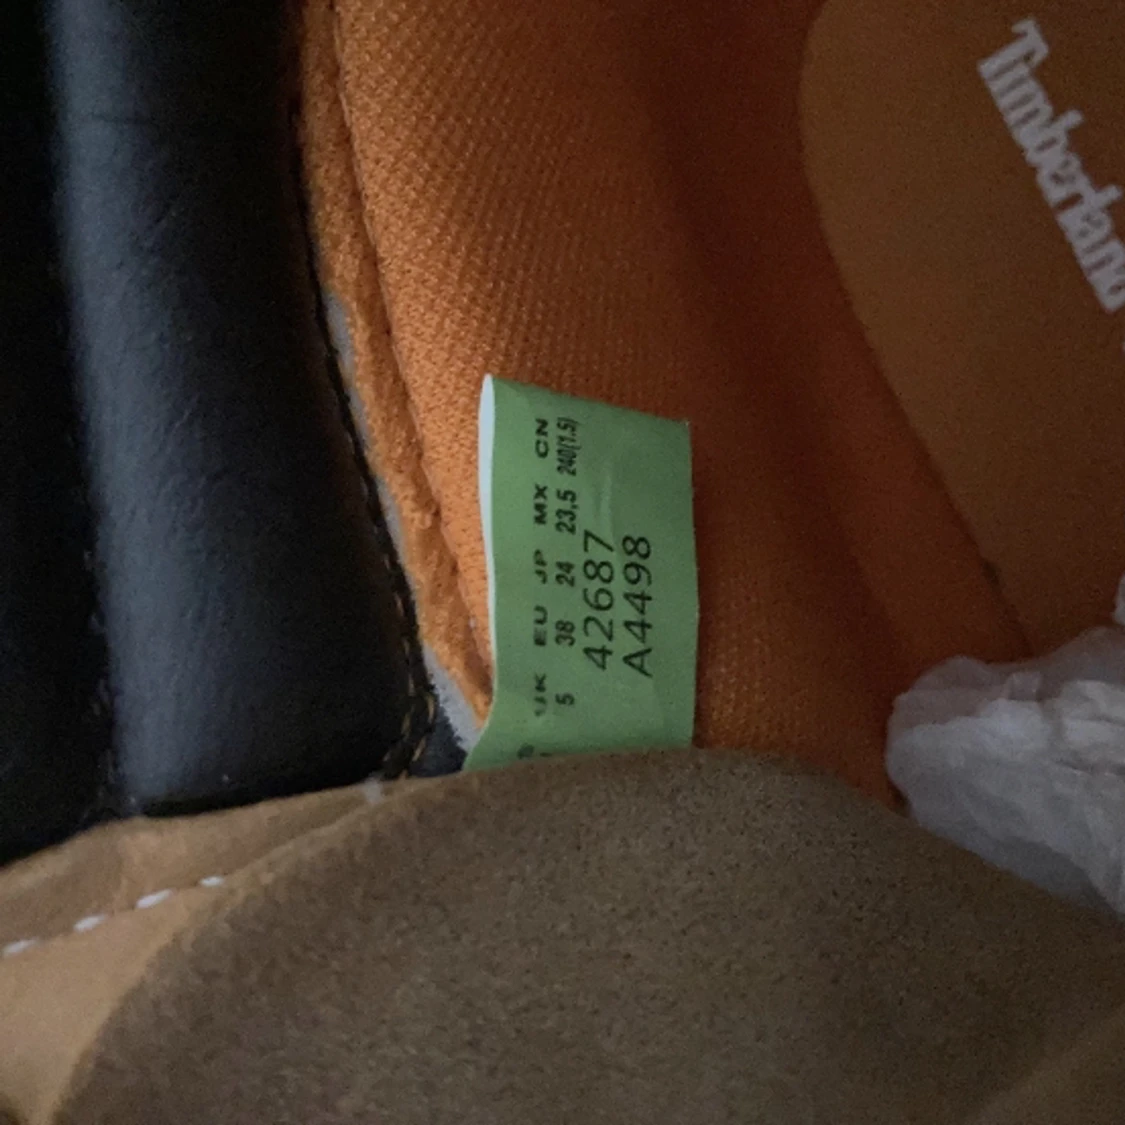 Timberland
UK EU JP MX CN
5 38 24 23.5 240(1.5)
42687
A4498